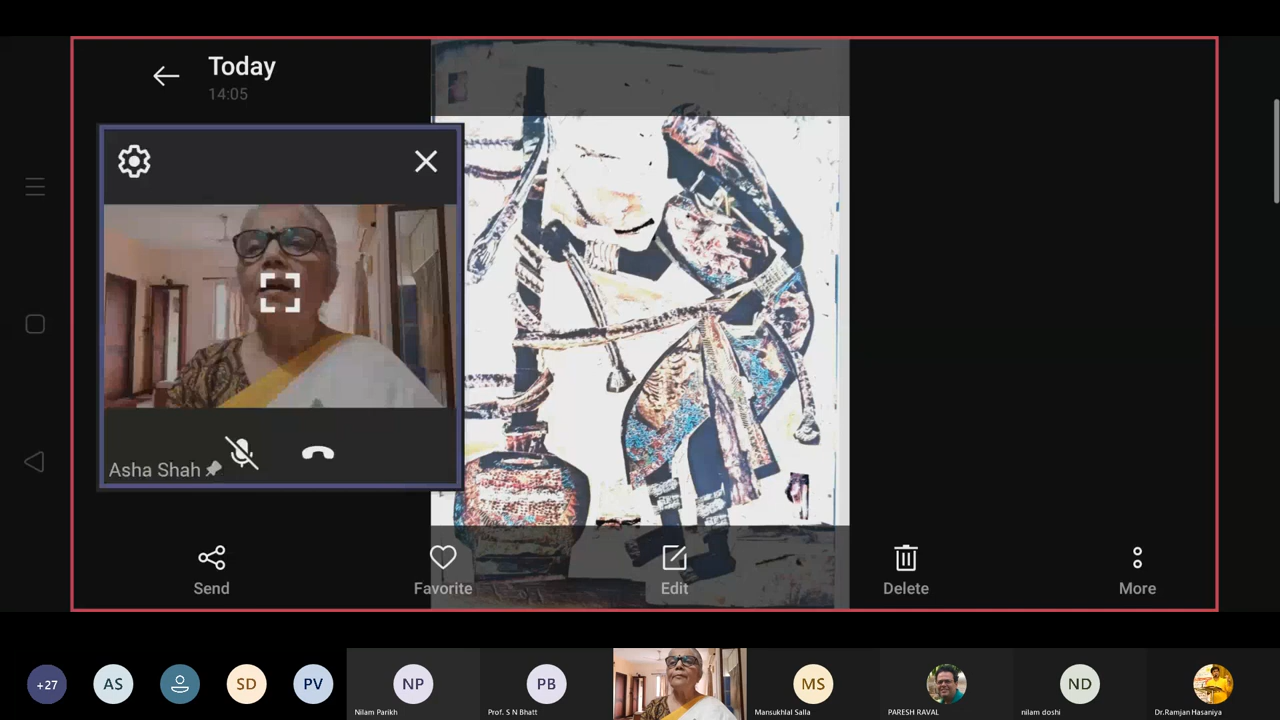 Today
14:05
Asha Shah
Send
Favorite
Edit
Delete
More
+27
AS
SD
PV
NP
Nilam Parikh
PB
Prof. S N Bhatt
MS
Mansukhlal Salla
PARESH RAVAL
ND
nilam doshi
Dr.Ramjan Hasaniya